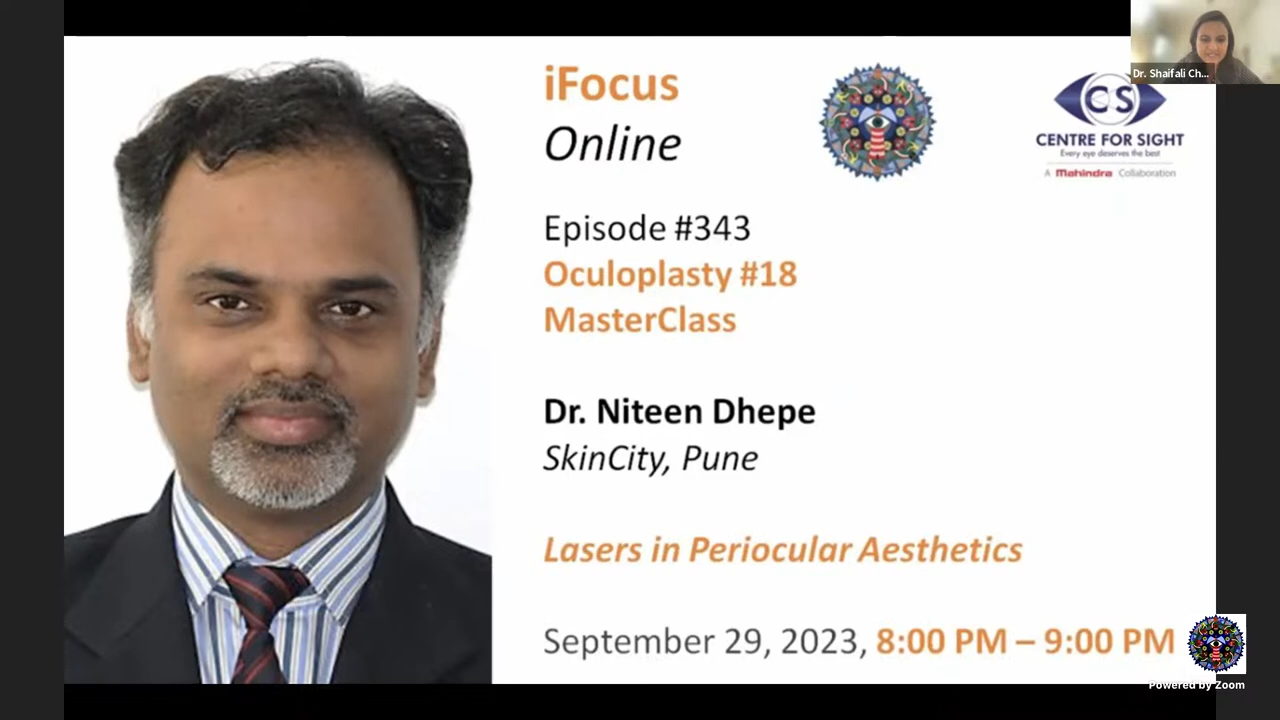 iFocus
Online
Dr. Shaifali Ch...
CS
CENTRE FOR SIGHT
Every eye deserves the best
A Mahindra Collaboration
Episode #343
Oculoplasty #18
MasterClass
Dr. Niteen Dhepe
SkinCity, Pune
Lasers in Periocular Aesthetics
September 29, 2023, 8:00 PM – 9:00 PM
Powered by Zoom